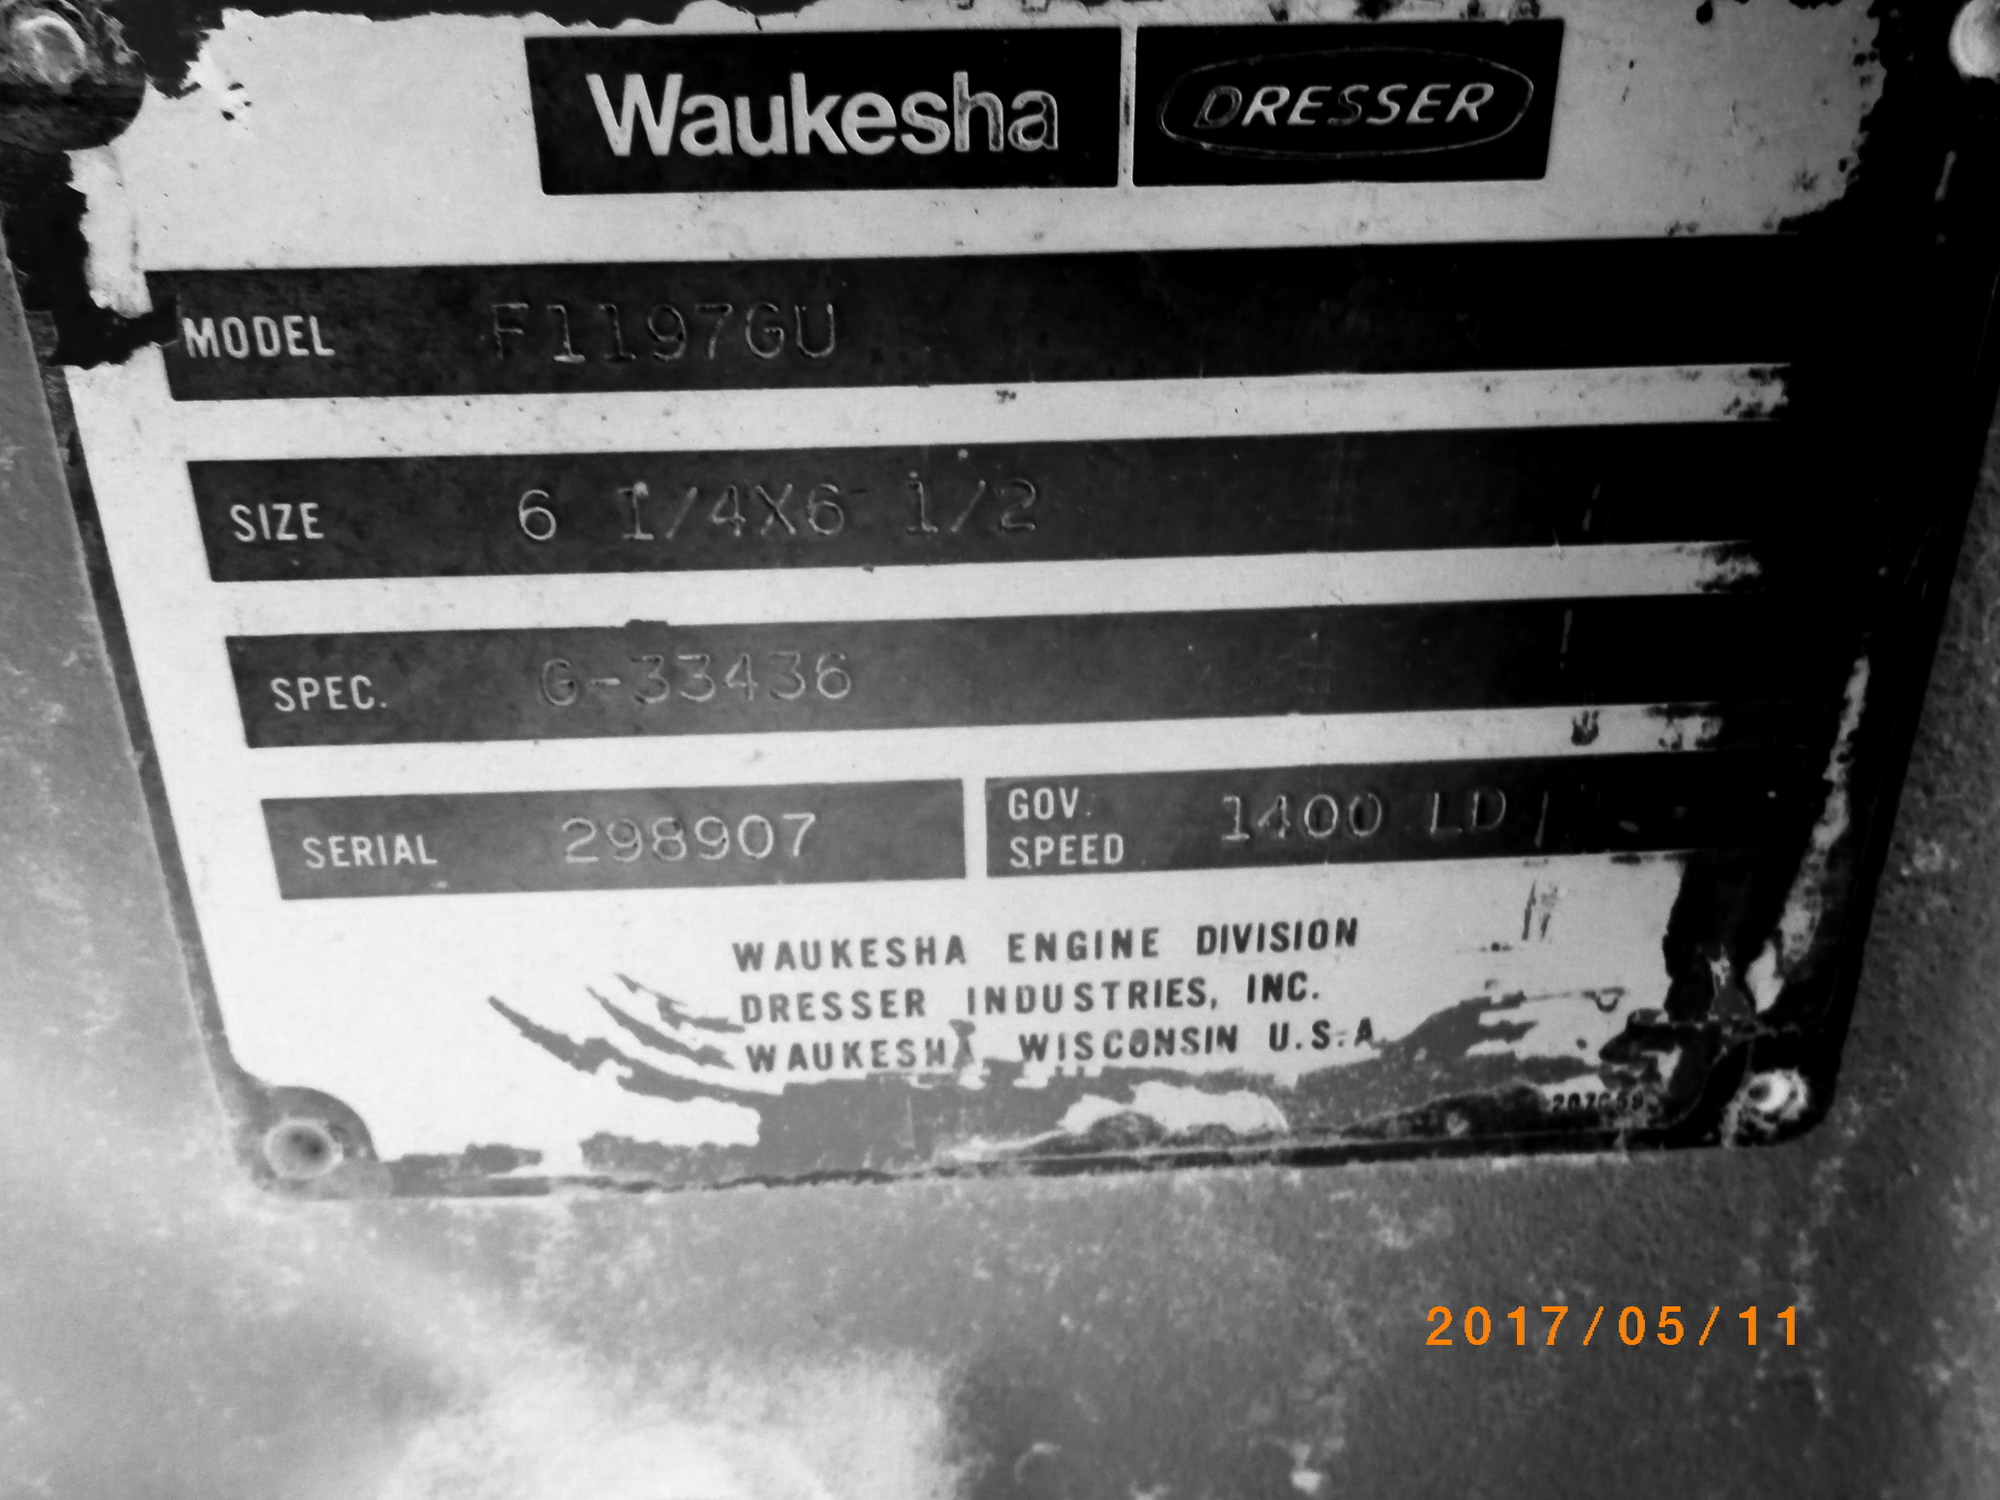 Waukesha DRESSER
MODEL F1197GU
SIZE 6 1/4X6 1/2
SPEC. G-33436
SERIAL 298907 GOV. SPEED 1400 LD
WAUKESHA ENGINE DIVISION
DRESSER INDUSTRIES, INC.
WAUKESHA, WISCONSIN U.S.A.
2017/05/11